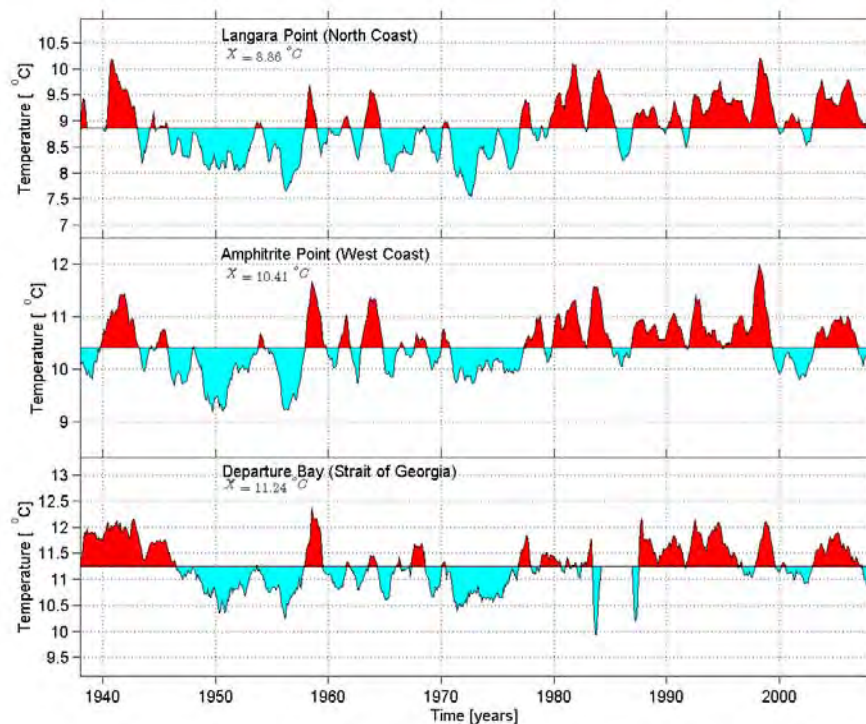 Langara Point (North Coast)
X = 8.86 °C
Temperature [ °C]
10.5
10
9.5
9
8.5
8
7.5
7
Amphitrite Point (West Coast)
X = 10.41 °C
Temperature [ °C]
12
11
10
9
Departure Bay (Strait of Georgia)
X = 11.24 °C
Temperature [ °C]
13
12.5
12
11.5
11
10.5
10
9.5
1940 1950 1960 1970 1980 1990 2000
Time [years]